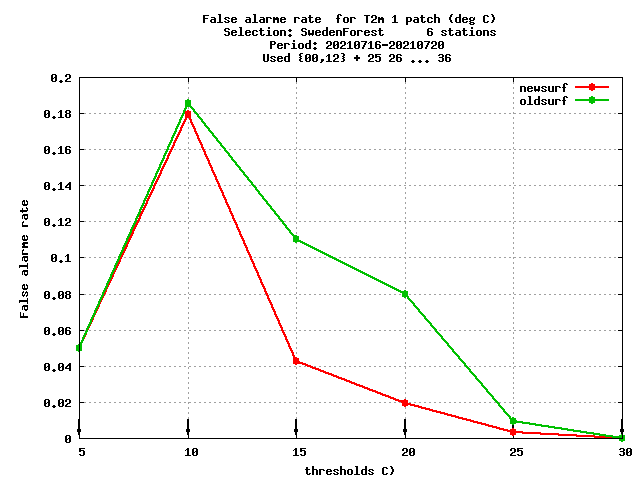 False alarme rate  for T2m 1 patch (deg C)
Selection: SwedenForest      6 stations
Period: 20210716-20210720
Used {00,12} + 25 26 ... 36
newsurf
oldsurf
0.2
0.18
0.16
0.14
0.12
0.1
0.08
0.06
0.04
0.02
0
False alarme rate
5 10 15 20 25 30
thresholds C)